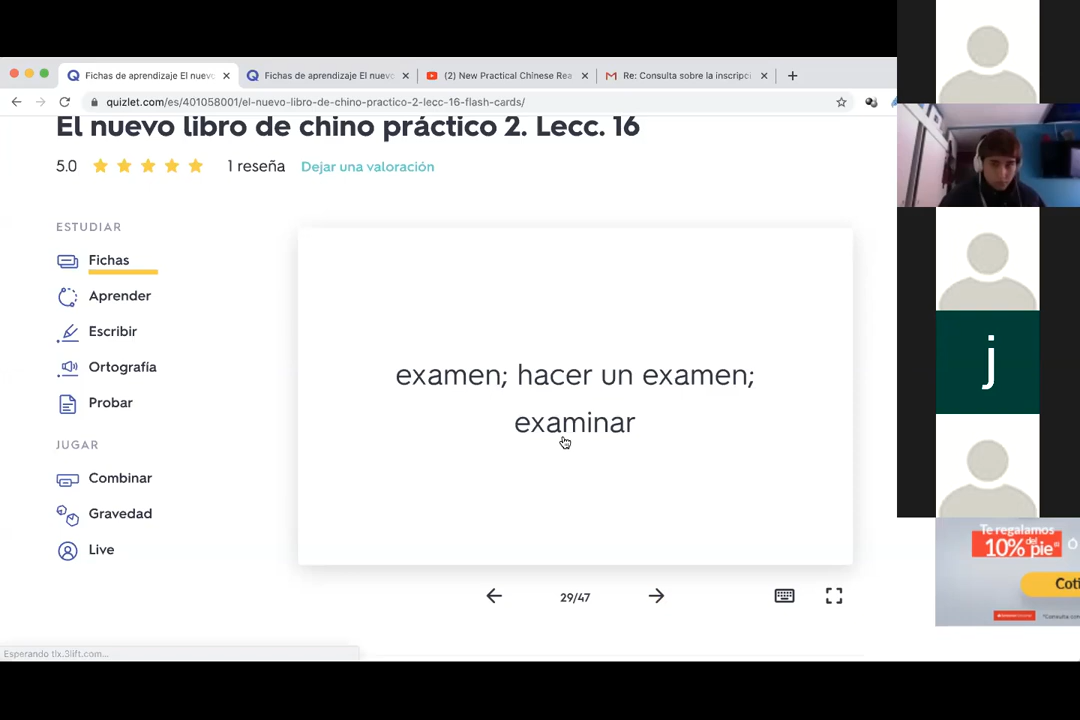 Fichas de aprendizaje El nuevo
Fichas de aprendizaje El nuevo
(2) New Practical Chinese Rea
Re: Consulta sobre la inscripci
quizlet.com/es/401058001/el-nuevo-libro-de-chino-practico-2-lecc-16-flash-cards/
El nuevo libro de chino práctico 2. Lecc. 16
5.0
1 reseña
Dejar una valoración
ESTUDIAR
Fichas
Aprender
Escribir
Ortografía
Probar
JUGAR
Combinar
Gravedad
Live
examen; hacer un examen;
examinar
29/47
Esperando tlx.3lift.com...
j
Te regalamos
10% del pie
Coti